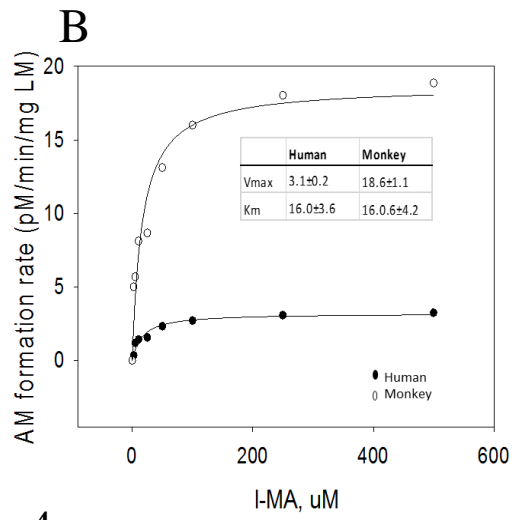 B
AM formation rate (pM/min/mg LM)
20
15
10
5
0
Human Monkey
Vmax 3.1±0.2 18.6±1.1
Km 16.0±3.6 16.0.6±4.2
Human
Monkey
0 200 400 600
l-MA, uM
4